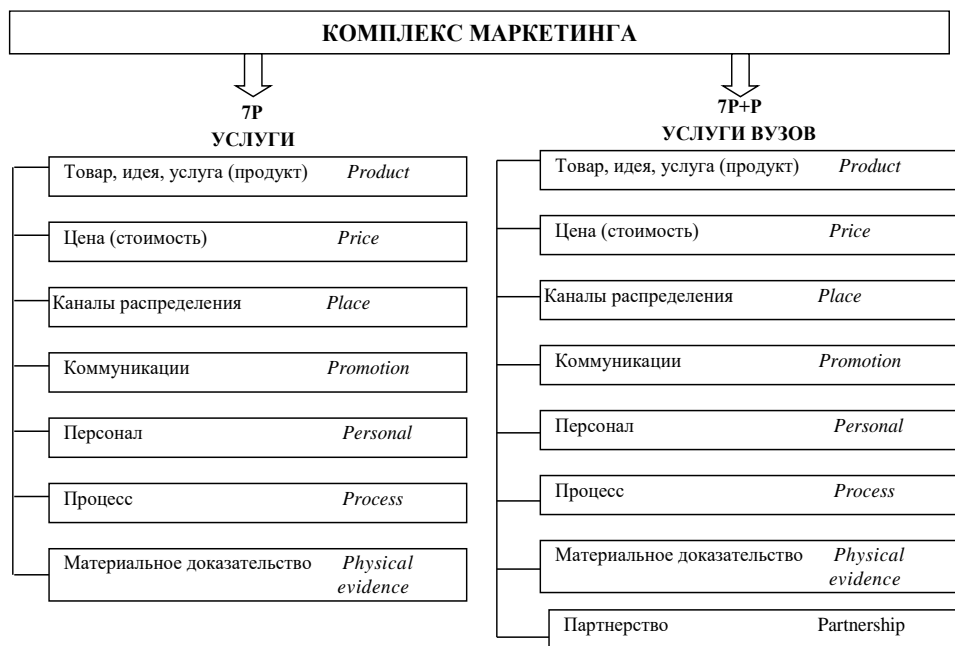 КОМПЛЕКС МАРКЕТИНГА
7P
УСЛУГИ
Товар, идея, услуга (продукт) Product
Цена (стоимость) Price
Каналы распределения Place
Коммуникации Promotion
Персонал Personal
Процесс Process
Материальное доказательство Physical
evidence
7P+P
УСЛУГИ ВУЗОВ
Товар, идея, услуга (продукт) Product
Цена (стоимость) Price
Каналы распределения Place
Коммуникации Promotion
Персонал Personal
Процесс Process
Материальное доказательство Physical
evidence
Партнерство Partnership